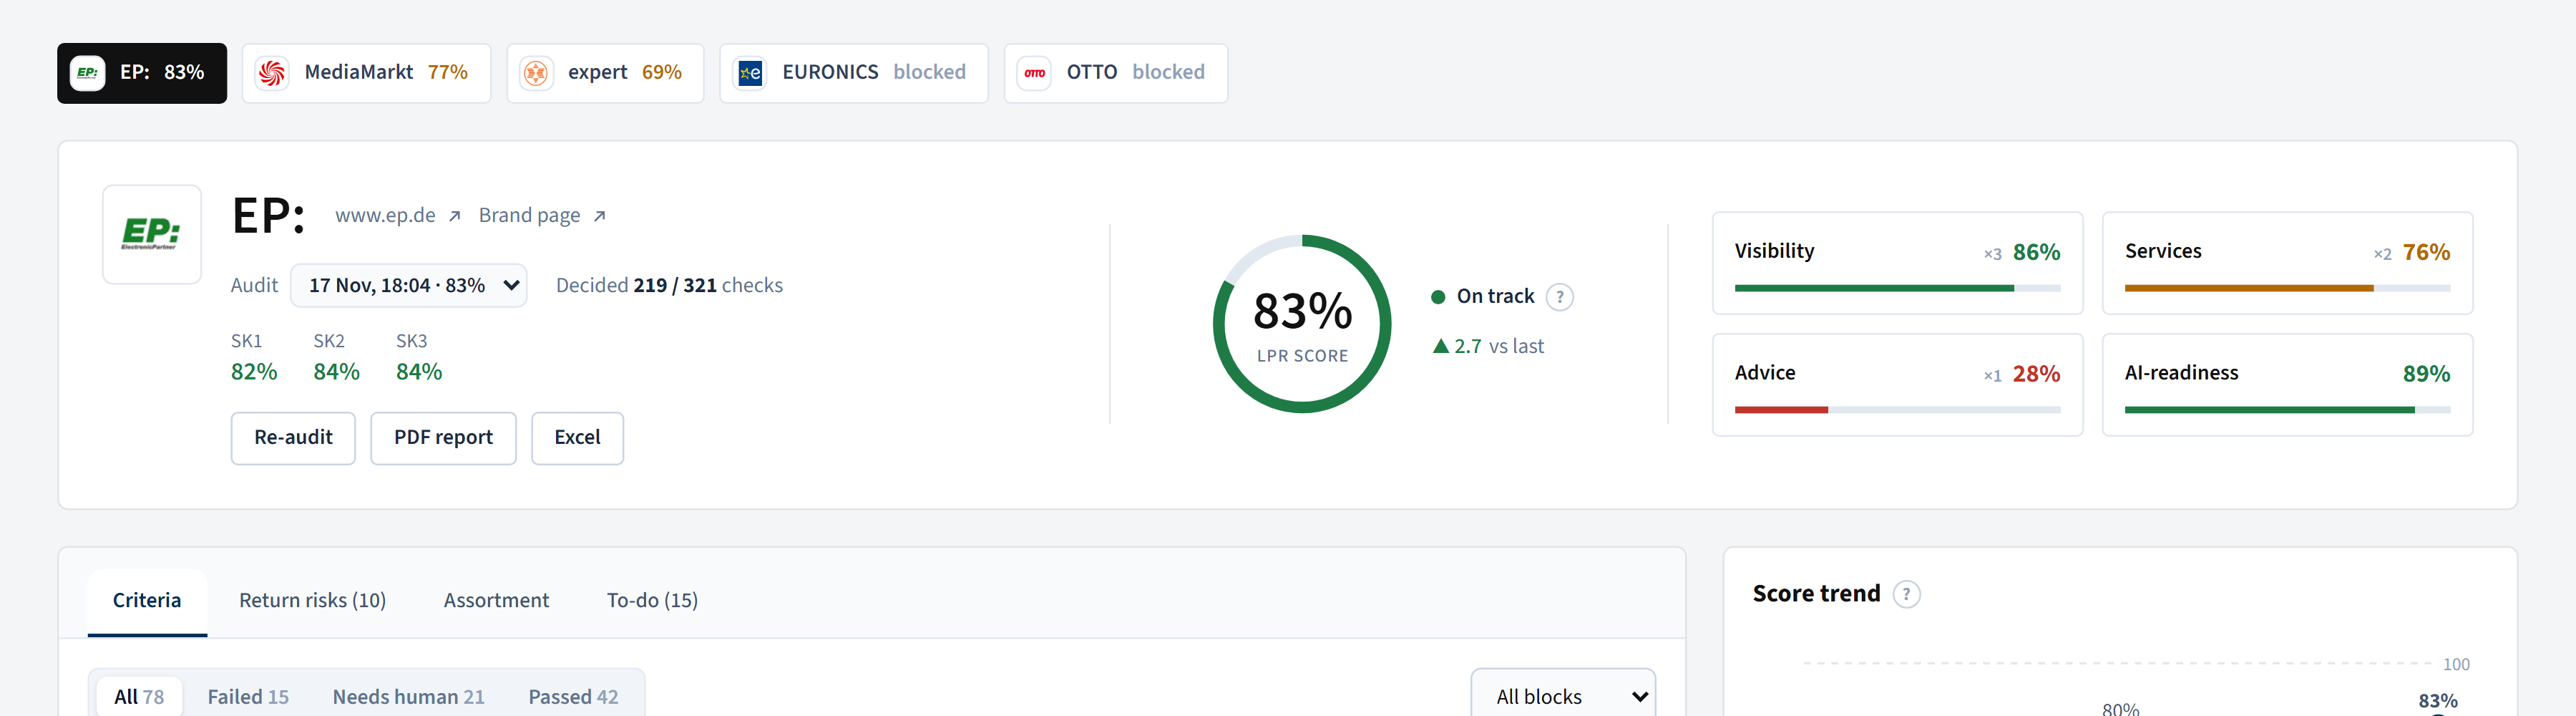 EP: EP: 83% MediaMarkt 77% expert 69% e EURONICS blocked OTTO OTTO blocked
EP: ElectronicPartner
EP: www.ep.de ↗ Brand page ↗
Audit 17 Nov, 18:04 · 83% Decided 219 / 321 checks
SK1 SK2 SK3
82% 84% 84%
Re-audit PDF report Excel
83%
LPR SCORE
On track ?
▲ 2.7 vs last
Visibility ×3 86%
Services ×2 76%
Advice ×1 28%
AI-readiness 89%
Criteria Return risks (10) Assortment To-do (15)
All 78 Failed 15 Needs human 21 Passed 42 All blocks
Score trend ?
100
83%
80%